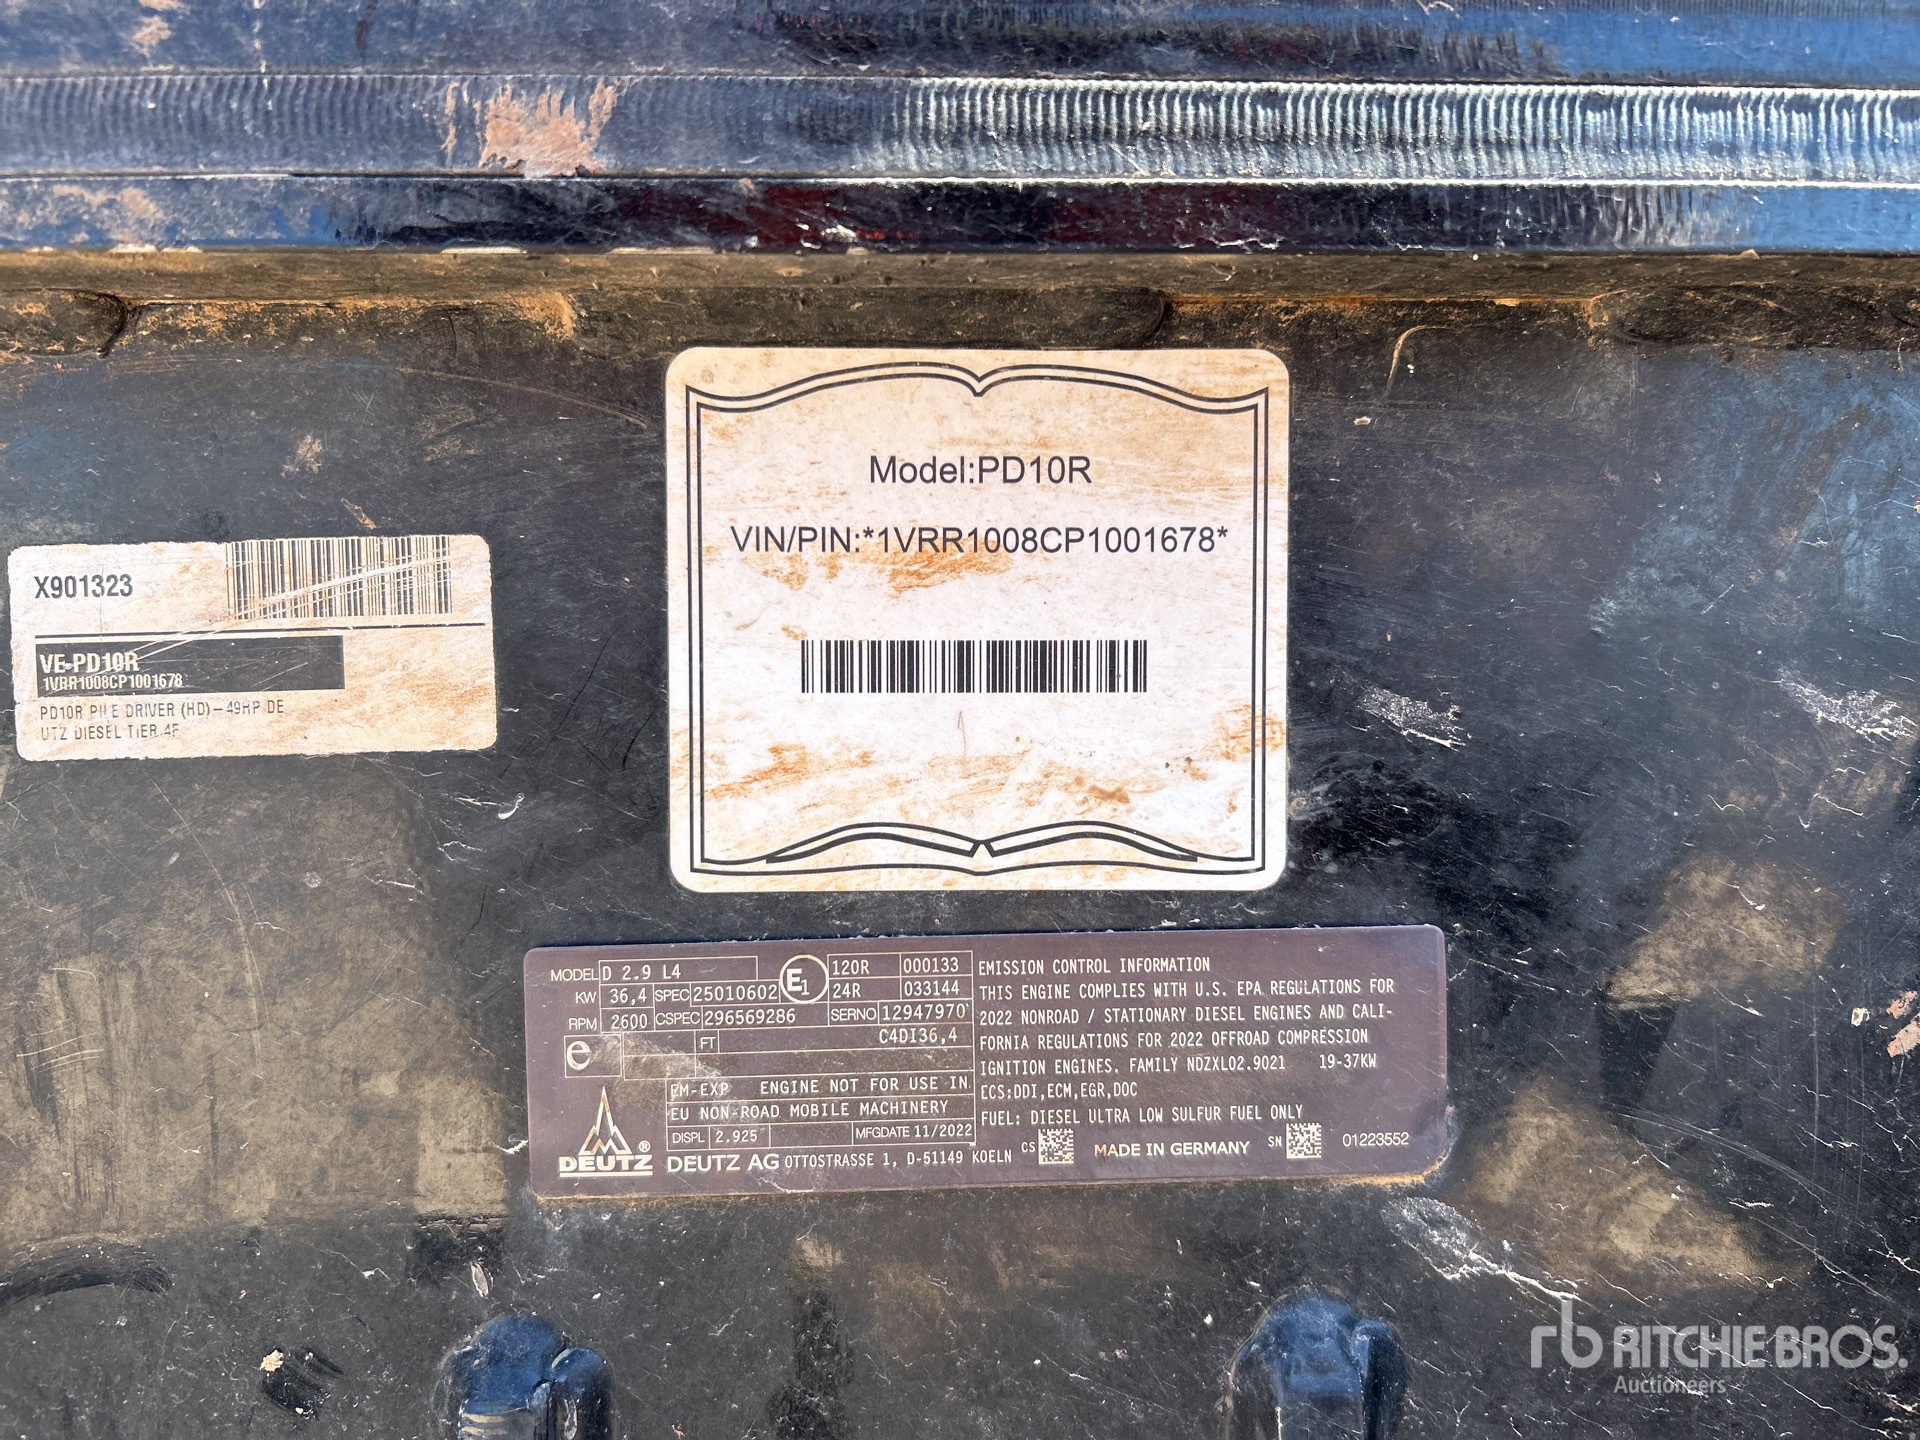 Model:PD10R
VIN/PIN:*1VRR1008CP1001678*
X901323
VE-PD10R
1VRR1008CP1001678
PD10R PILE DRIVER (HD)-49HP DE
UTZ DIESEL TIER 4F
MODEL D 2.9 L4
KW 36,4 SPEC 25010602
RPM 2600 CSPEC 296569286
E1
120R 000133
24R 033144
SERNO 12947970
C4DI36,4
e
FT
EM-EXP ENGINE NOT FOR USE IN
EU NON-ROAD MOBILE MACHINERY
DISPL 2.925 MFGDATE 11/2022
DEUTZ ®
DEUTZ AG OTTOSTRASSE 1, D-51149 KOELN
EMISSION CONTROL INFORMATION
THIS ENGINE COMPLIES WITH U.S. EPA REGULATIONS FOR
2022 NONROAD / STATIONARY DIESEL ENGINES AND CALI-
FORNIA REGULATIONS FOR 2022 OFFROAD COMPRESSION
IGNITION ENGINES. FAMILY NDZXL02.9021 19-37KW
ECS:DDI,ECM,EGR,DOC
FUEL: DIESEL ULTRA LOW SULFUR FUEL ONLY
CS MADE IN GERMANY SN 01223552
rb RITCHIE BROS.
Auctioneers